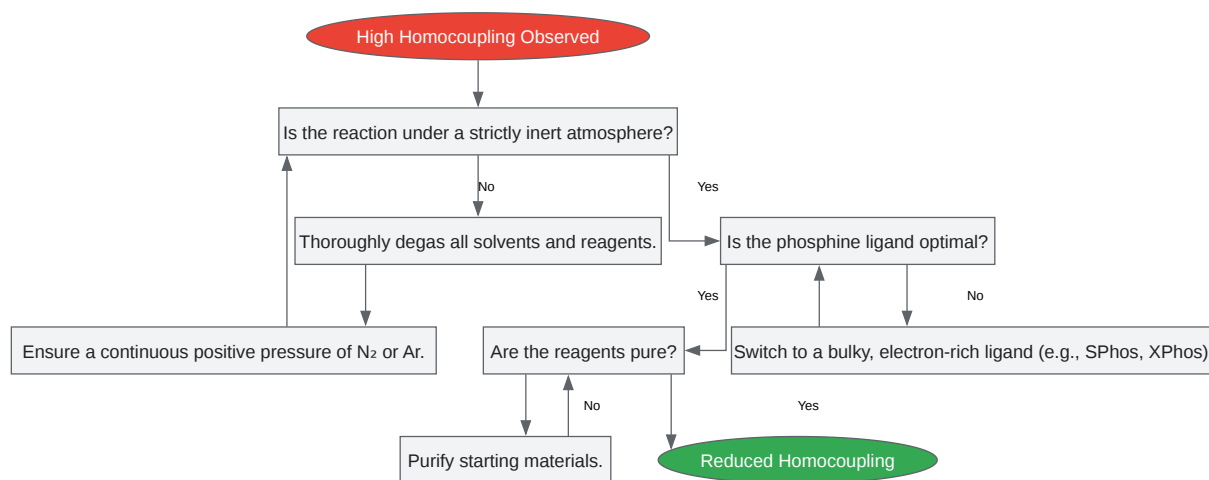 High Homocoupling Observed
Is the reaction under a strictly inert atmosphere?
No
Yes
Thoroughly degas all solvents and reagents.
Is the phosphine ligand optimal?
Yes
No
Ensure a continuous positive pressure of N₂ or Ar.
Are the reagents pure?
Switch to a bulky, electron-rich ligand (e.g., SPhos, XPhos).
No
Yes
Purify starting materials.
Reduced Homocoupling